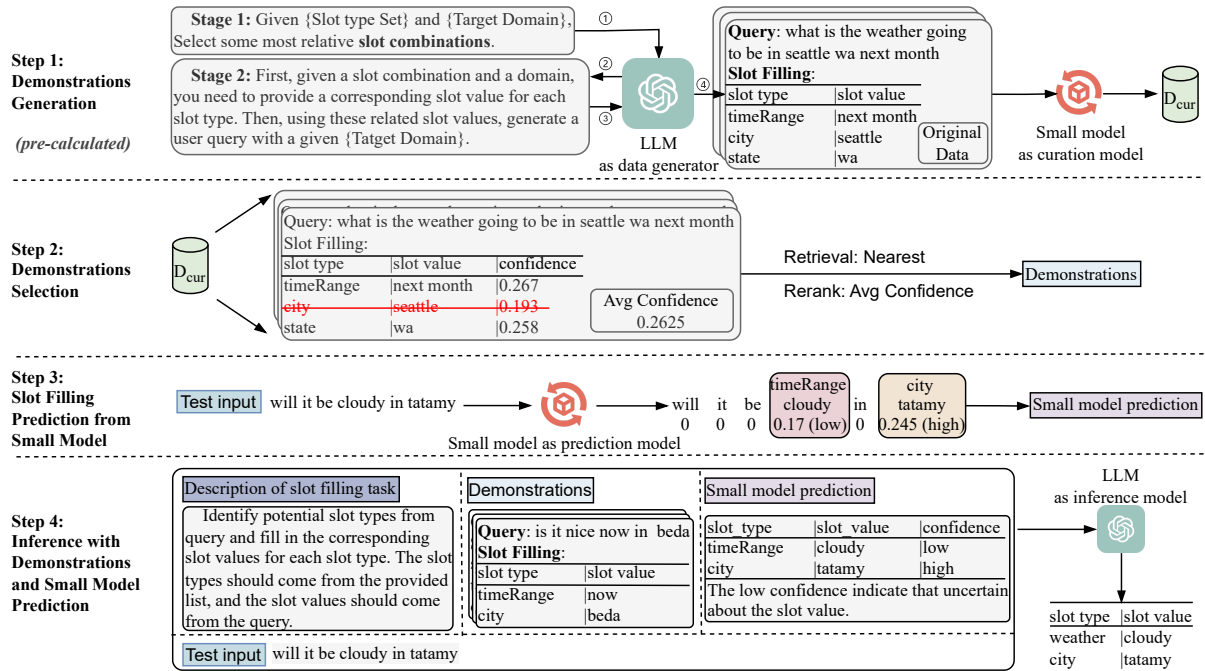 Step 1:
Demonstrations
Generation
(pre-calculated)
Stage 1: Given {Slot type Set} and {Target Domain},
Select some most relative slot combinations.
Stage 2: First, given a slot combination and a domain,
you need to provide a corresponding slot value for each
slot type. Then, using these related slot values, generate a
user query with a given {Tatget Domain}.
①
②
③
④
LLM
as data generator
Query: what is the weather going
to be in seattle wa next month
Slot Filling:
slot type |slot value
timeRange |next month
city |seattle
state |wa
Original
Data
Small model
as curation model
Dcur
Step 2:
Demonstrations
Selection
Dcur
Query: what is the weather going to be in seattle wa next month
Slot Filling:
slot type |slot value |confidence
timeRange |next month |0.267
city |seattle |0.193
state |wa |0.258
Avg Confidence
0.2625
Retrieval: Nearest
Rerank: Avg Confidence
Demonstrations
Step 3:
Slot Filling
Prediction from
Small Model
Test input will it be cloudy in tatamy
Small model as prediction model
will it be timeRange cloudy in city tatamy
0 0 0 0.17 (low) 0 0.245 (high)
Small model prediction
Step 4:
Inference with
Demonstrations
and Small Model
Prediction
Description of slot filling task
Identify potential slot types from
query and fill in the corresponding
slot values for each slot type. The slot
types should come from the provided
list, and the slot values should come
from the query.
Demonstrations
Query: is it nice now in beda
Slot Filling:
slot type |slot value
timeRange |now
city |beda
Small model prediction
slot_type |slot_value |confidence
timeRange |cloudy |low
city |tatamy |high
The low confidence indicate that uncertain
about the slot value.
Test input will it be cloudy in tatamy
LLM
as inference model
slot type |slot value
weather |cloudy
city |tatamy